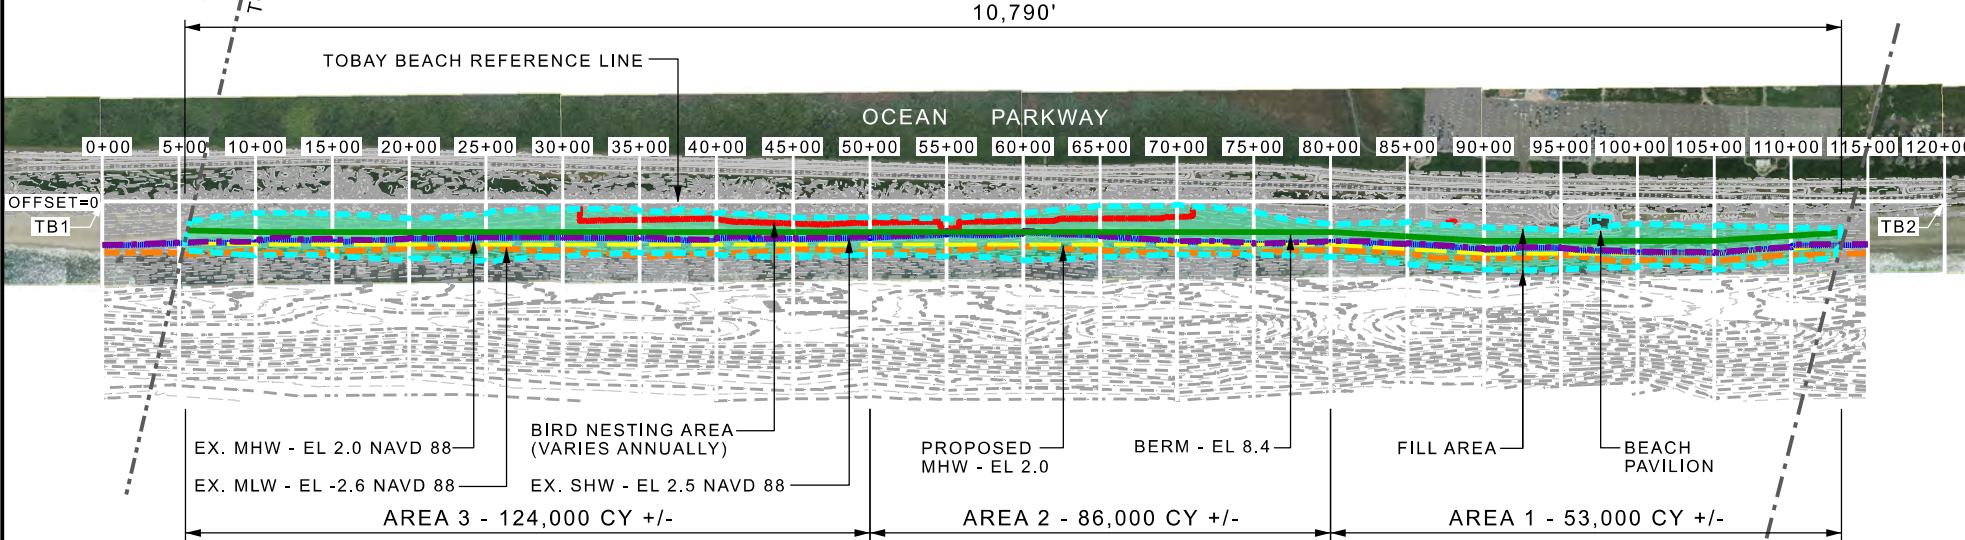 10,790'
TOBAY BEACH REFERENCE LINE
OCEAN PARKWAY
0+00 5+00 10+00 15+00 20+00 25+00 30+00 35+00 40+00 45+00 50+00 55+00 60+00 65+00 70+00 75+00 80+00 85+00 90+00 95+00 100+00 105+00 110+00 115+00 120+00
OFFSET=0
TB1
TB2
EX. MHW - EL 2.0 NAVD 88
BIRD NESTING AREA
(VARIES ANNUALLY)
PROPOSED
MHW - EL 2.0
BERM - EL 8.4
FILL AREA
BEACH
PAVILION
EX. MLW - EL -2.6 NAVD 88
EX. SHW - EL 2.5 NAVD 88
AREA 3 - 124,000 CY +/-
AREA 2 - 86,000 CY +/-
AREA 1 - 53,000 CY +/-